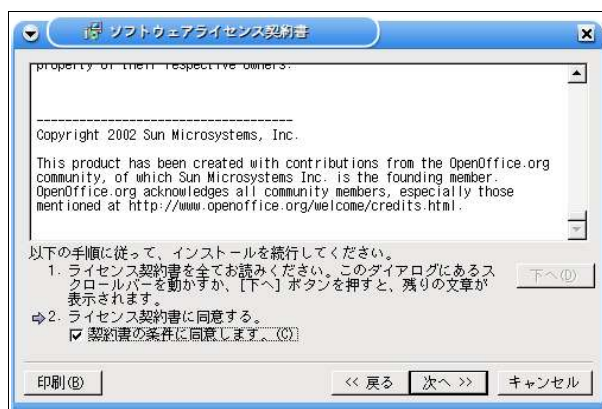 ソフトウェアライセンス契約書
property of their respective owners.
------------------------------------
Copyright 2002 Sun Microsystems, Inc.
This product has been created with contributions from the OpenOffice.org
community, of which Sun Microsystems Inc. is the founding member.
OpenOffice.org acknowledges all community members, especially those
mentioned at http://www.openoffice.org/welcome/credits.html.
以下の手順に従って、インストールを続行してください。
1. ライセンス契約書を全てお読みください。このダイアログにあるス
クロールバーを動かすか、[下へ] ボタンを押すと、残りの文章が
表示されます。
下へ(D)
2. ライセンス契約書に同意する。
契約書の条件に同意します。(C)
印刷(B)
<< 戻る
次へ >>
キャンセル